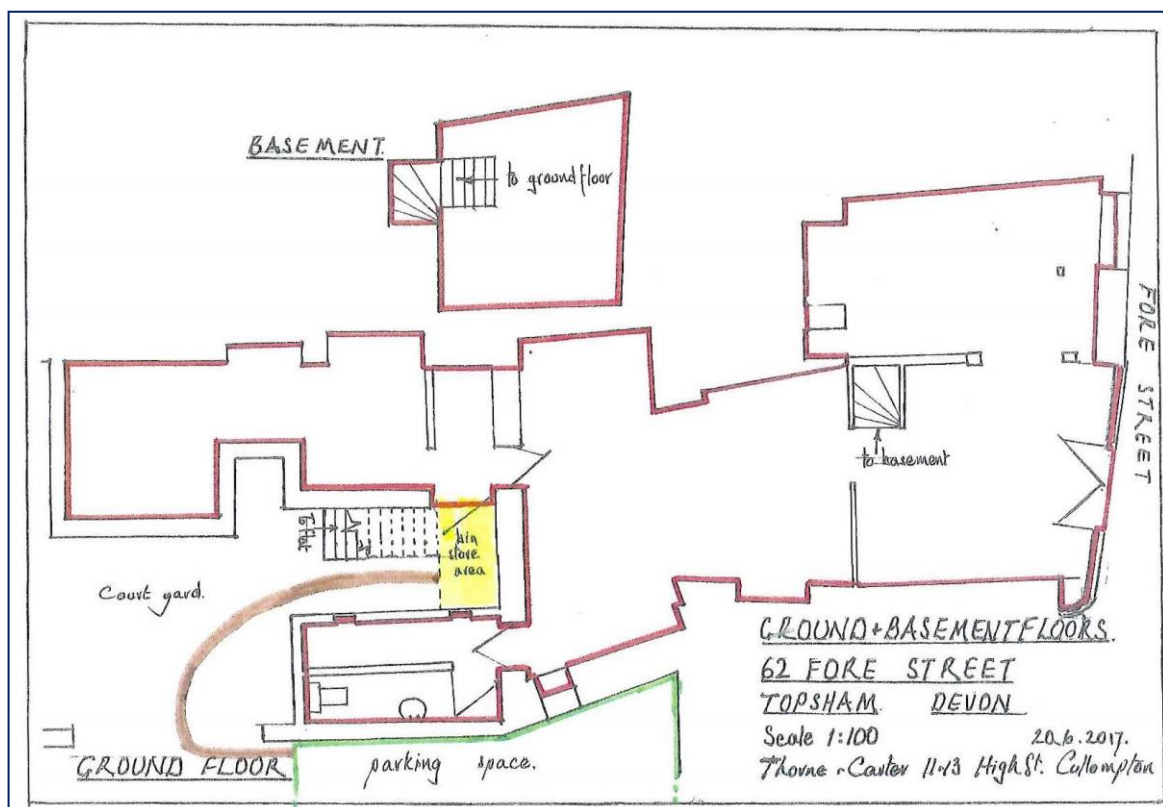 BASEMENT.
to ground floor
FORE STREET
to basement
To flat
bin
store
area
Court yard.
GROUND + BASEMENT FLOORS.
62 FORE STREET
TOPSHAM DEVON
Scale 1:100 20.6.2017.
Thorne + Carter 11-13 High St. Cullompton
GROUND FLOOR
parking space.